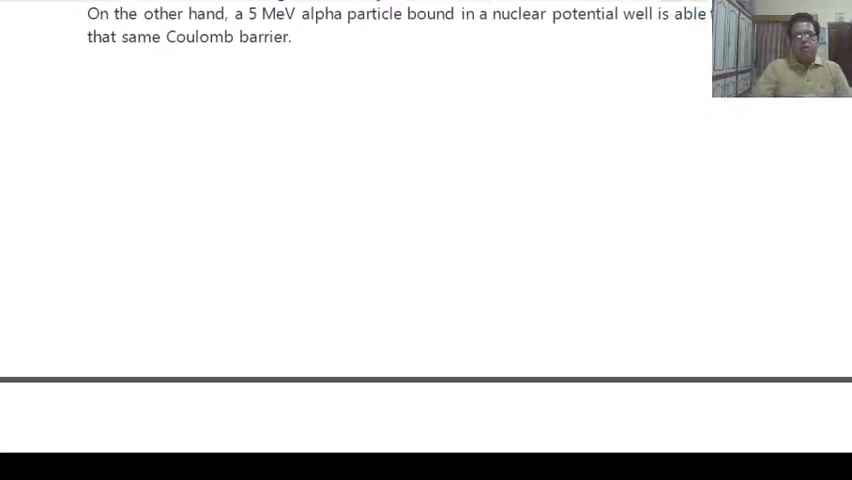 On the other hand, a 5 MeV alpha particle bound in a nuclear potential well is able
that same Coulomb barrier.